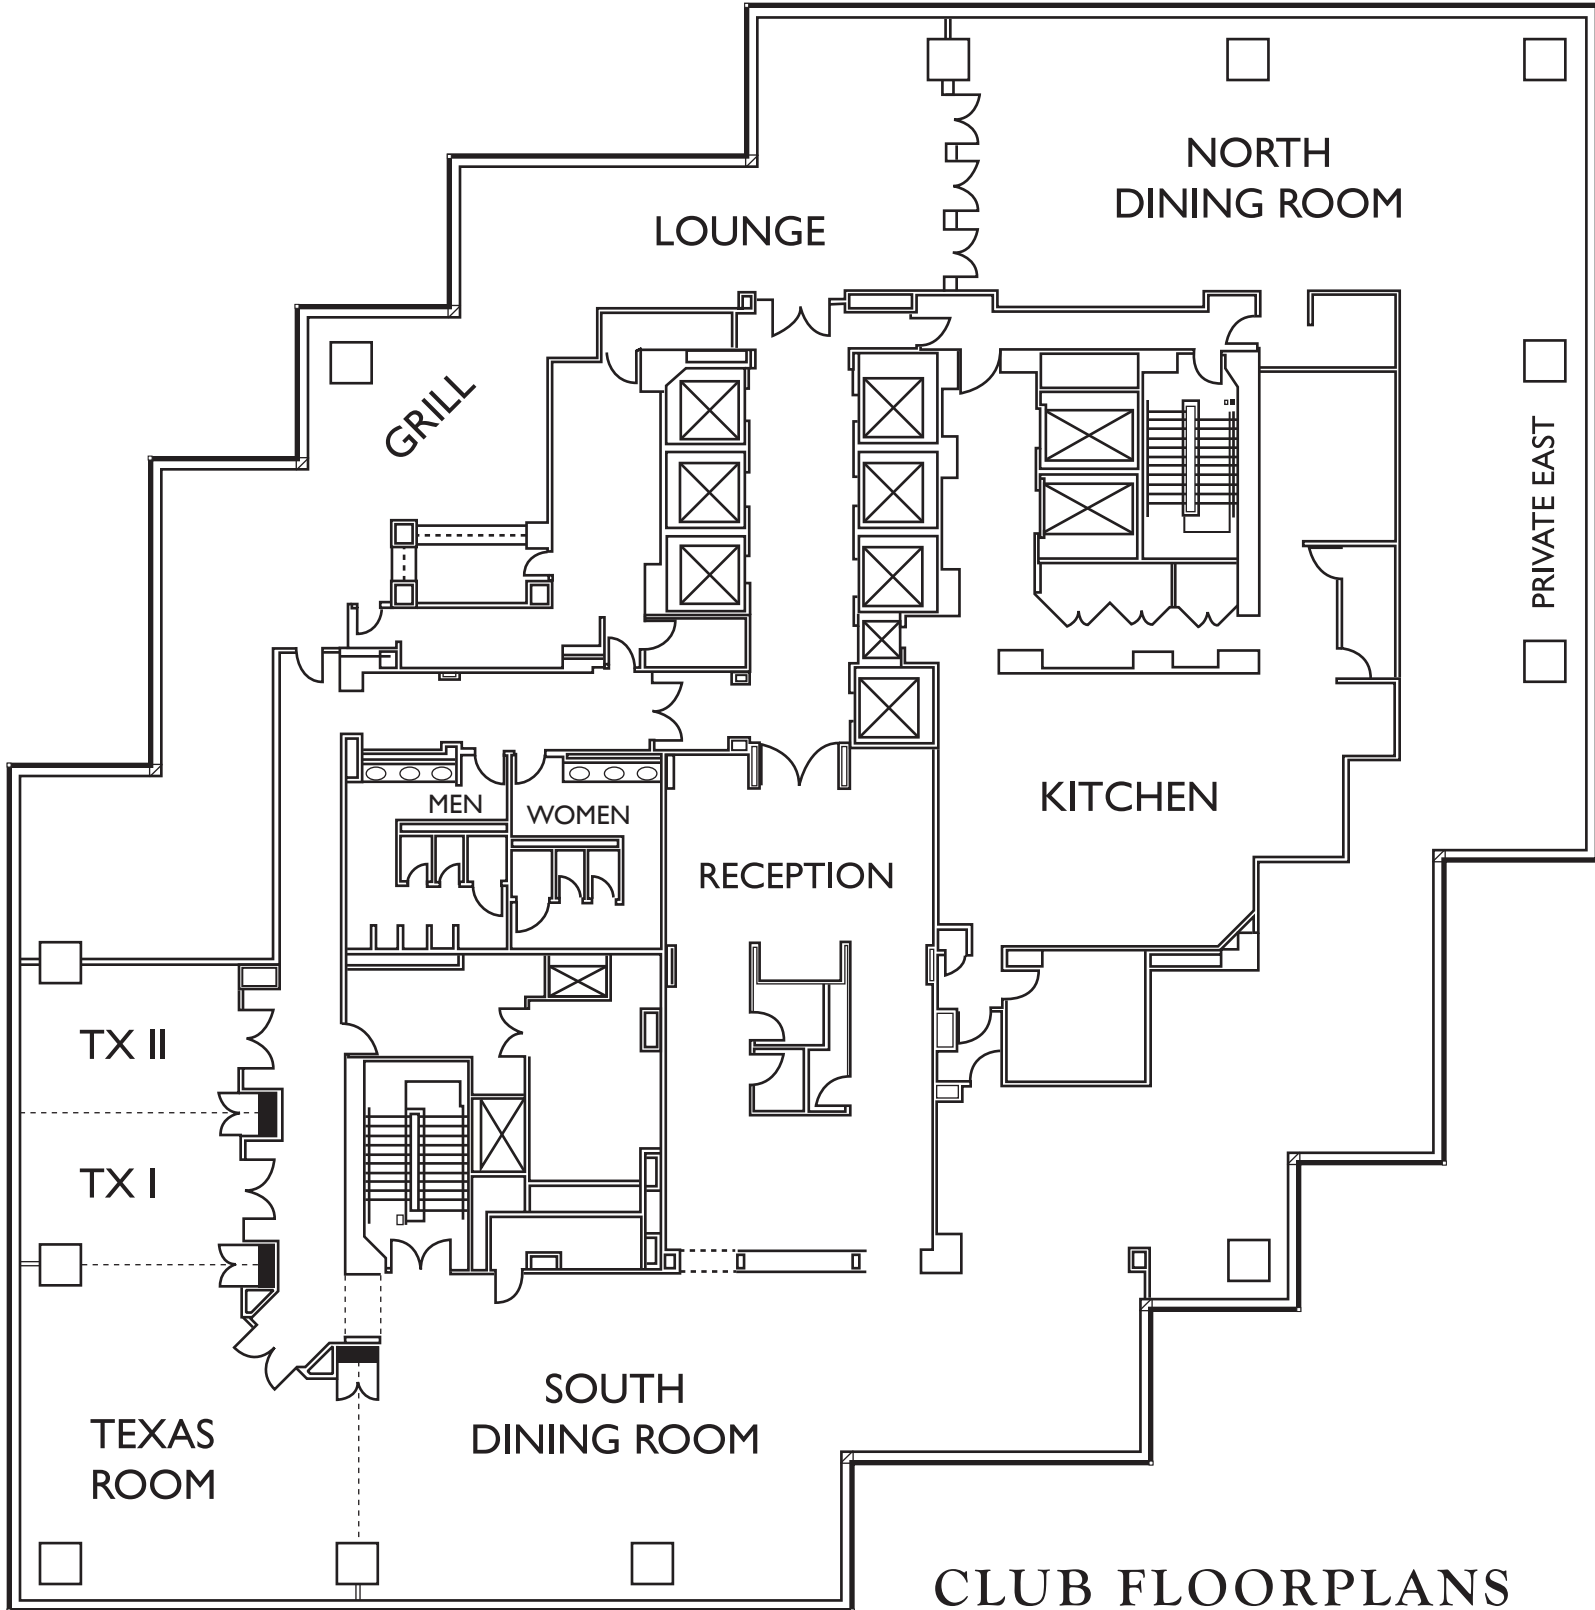 NORTH
DINING ROOM
LOUNGE
GRILL
PRIVATE EAST
KITCHEN
MEN
WOMEN
RECEPTION
TX II
TX I
SOUTH
DINING ROOM
TEXAS
ROOM
CLUB FLOORPLANS